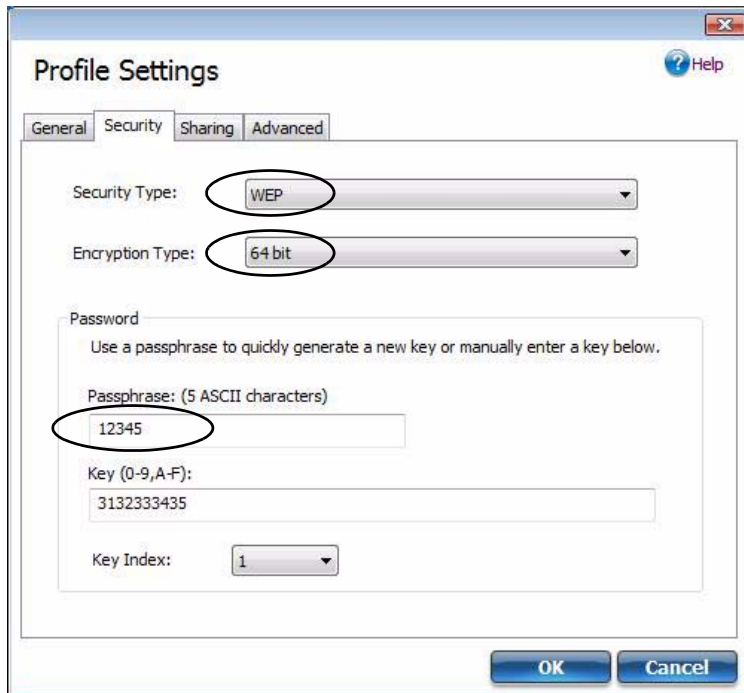 Profile Settings
Help
General Security Sharing Advanced
Security Type: WEP
Encryption Type: 64 bit
Password
Use a passphrase to quickly generate a new key or manually enter a key below.
Passphrase: (5 ASCII characters)
12345
Key (0-9,A-F):
3132333435
Key Index: 1
OK Cancel